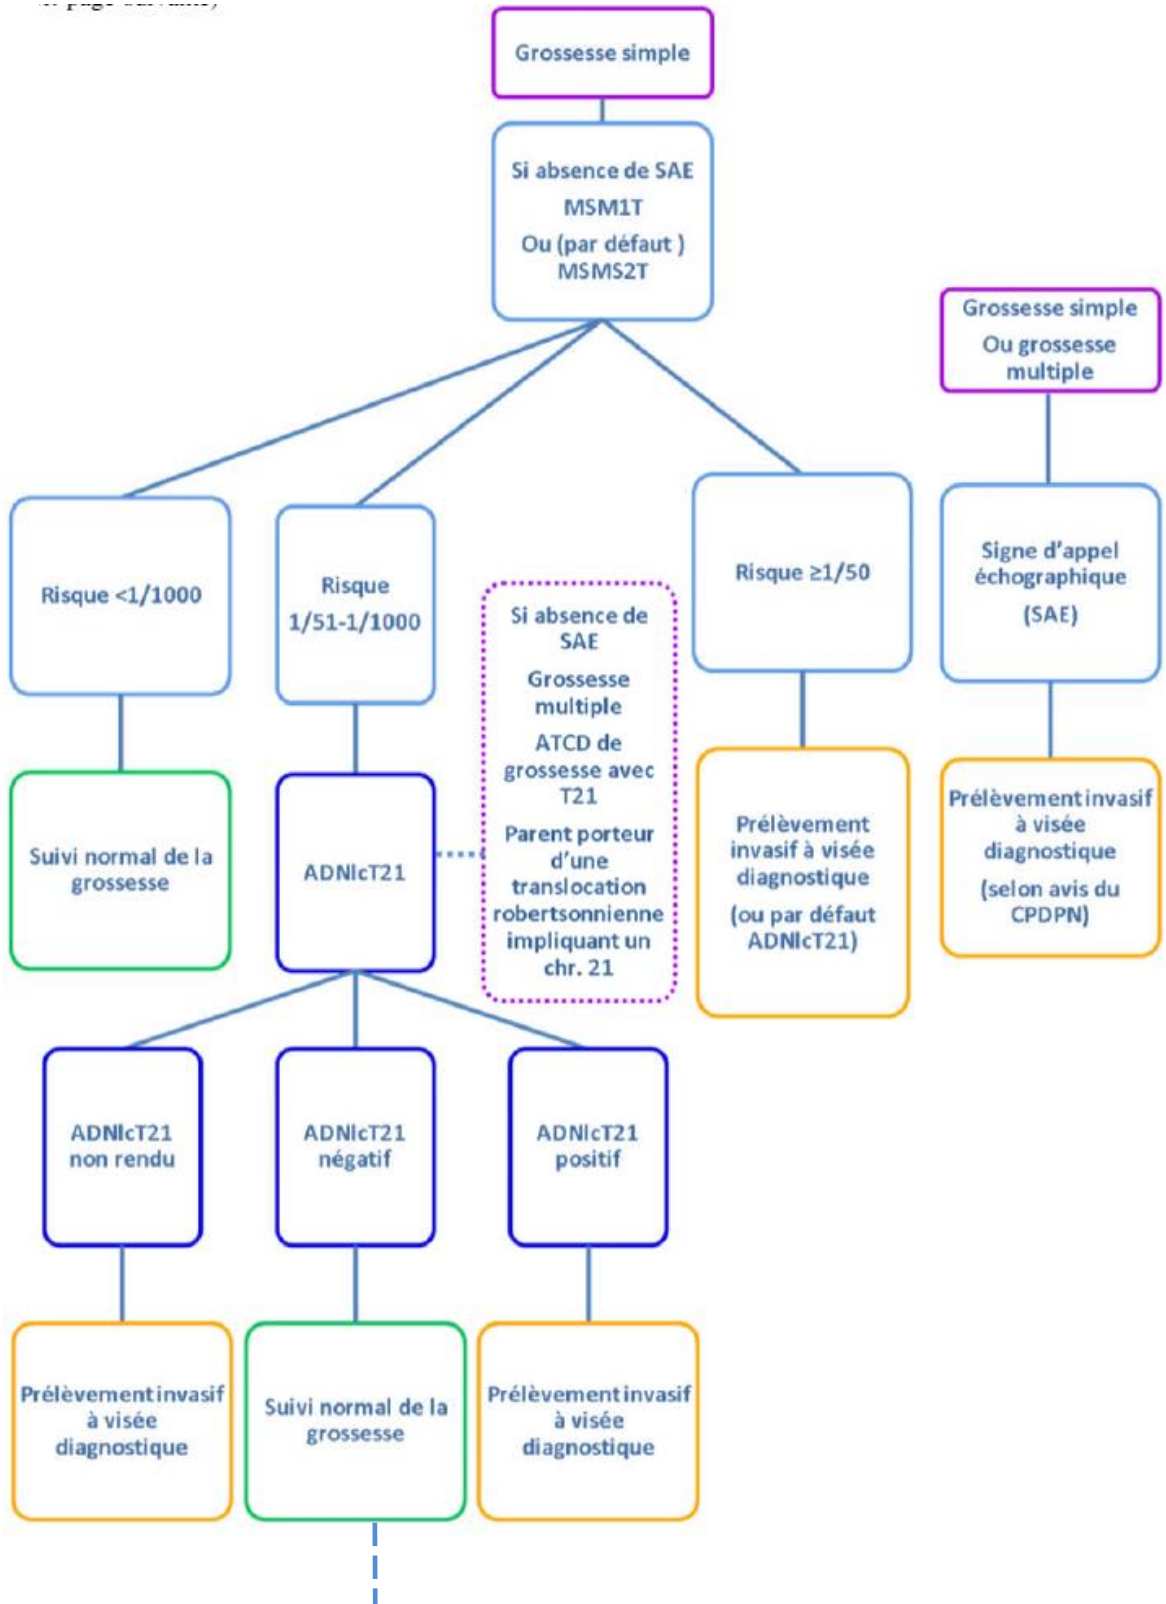 page suivante)
Grossesse simple
Si absence de SAE
MSM1T
Ou (par défaut )
MSMS2T
Grossesse simple
Ou grossesse
multiple
Risque <1/1000
Risque
1/51-1/1000
Si absence de
SAE
Grossesse
multiple
ATCD de
grossesse avec
T21
Parent porteur
d'une
translocation
robertsonnienne
impliquant un
chr. 21
Risque ≥1/50
Signe d'appel
échographique
(SAE)
Suivi normal de la
grossesse
ADNlcT21
Prélèvement
invasif à visée
diagnostique
(ou par défaut
ADNlcT21)
Prélèvement invasif
à visée
diagnostique
(selon avis du
CPDPN)
ADNlcT21
non rendu
ADNlcT21
négatif
ADNlcT21
positif
Prélèvement invasif
à visée
diagnostique
Suivi normal de la
grossesse
Prélèvement invasif
à visée
diagnostique